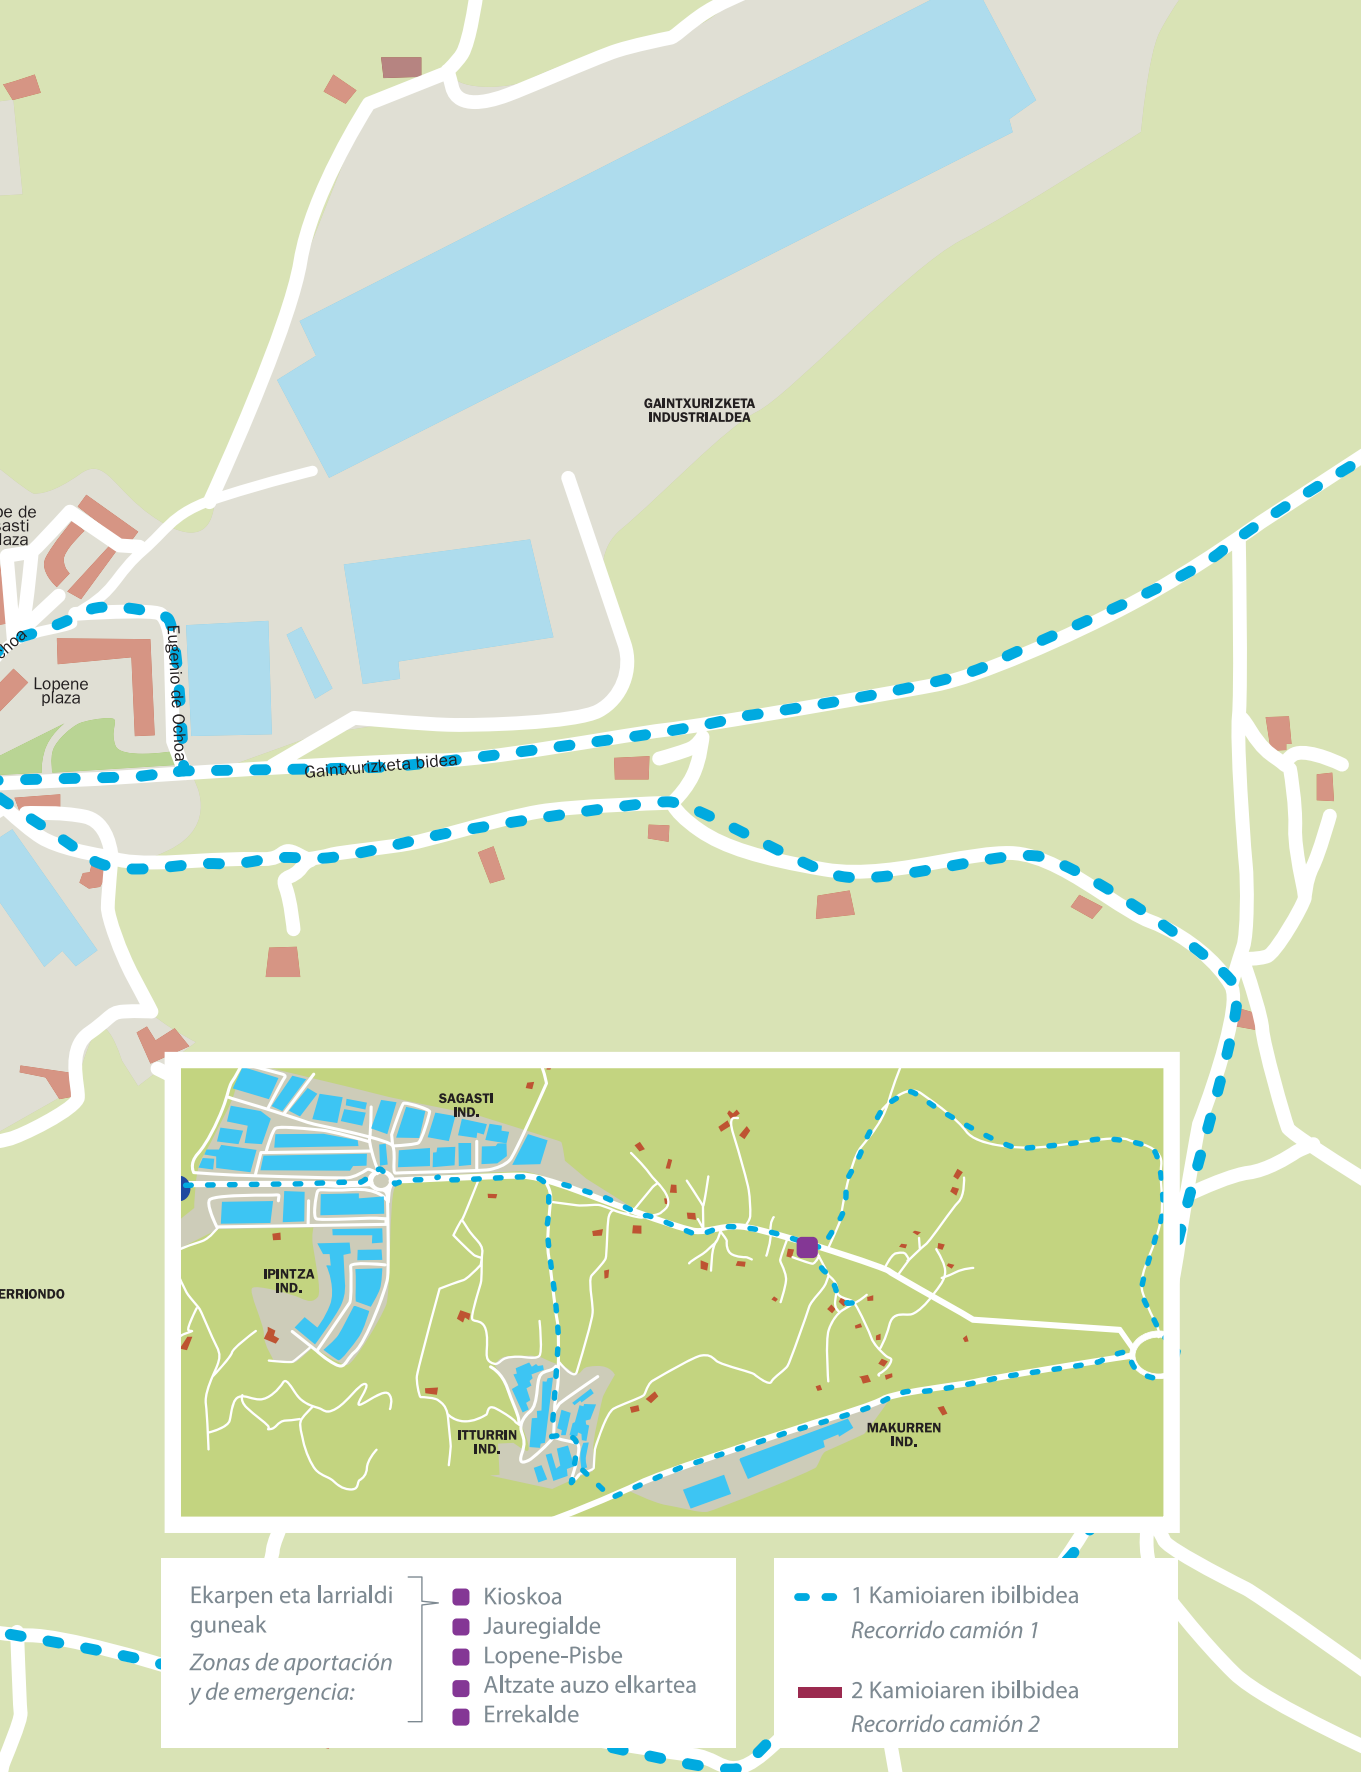 GAINTXURIZKETA
INDUSTRIALDEA
Lopene
plaza
Eugenio de Ochoa
Gaintxurizketa bidea
SAGASTI
IND.
IPINTZA
IND.
ITTURRIN
IND.
MAKURREN
IND.
ERRIONDO
Ekarpen eta larrialdi
guneak
Zonas de aportación
y de emergencia:
Kioskoa
Jauregialde
Lopene-Pisbe
Altzate auzo elkartea
Errekalde
1 Kamioiaren ibilbidea
Recorrido camión 1
2 Kamioiaren ibilbidea
Recorrido camión 2